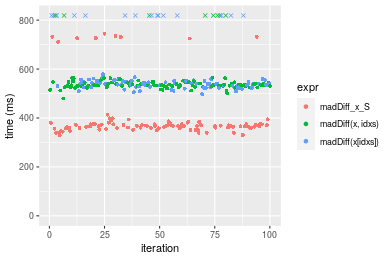 800
600
400
200
0
time (ms)
0
25
50
75
100
iteration
expr
madDiff_x_S
madDiff(x, idxs)
madDiff(x[idxs])